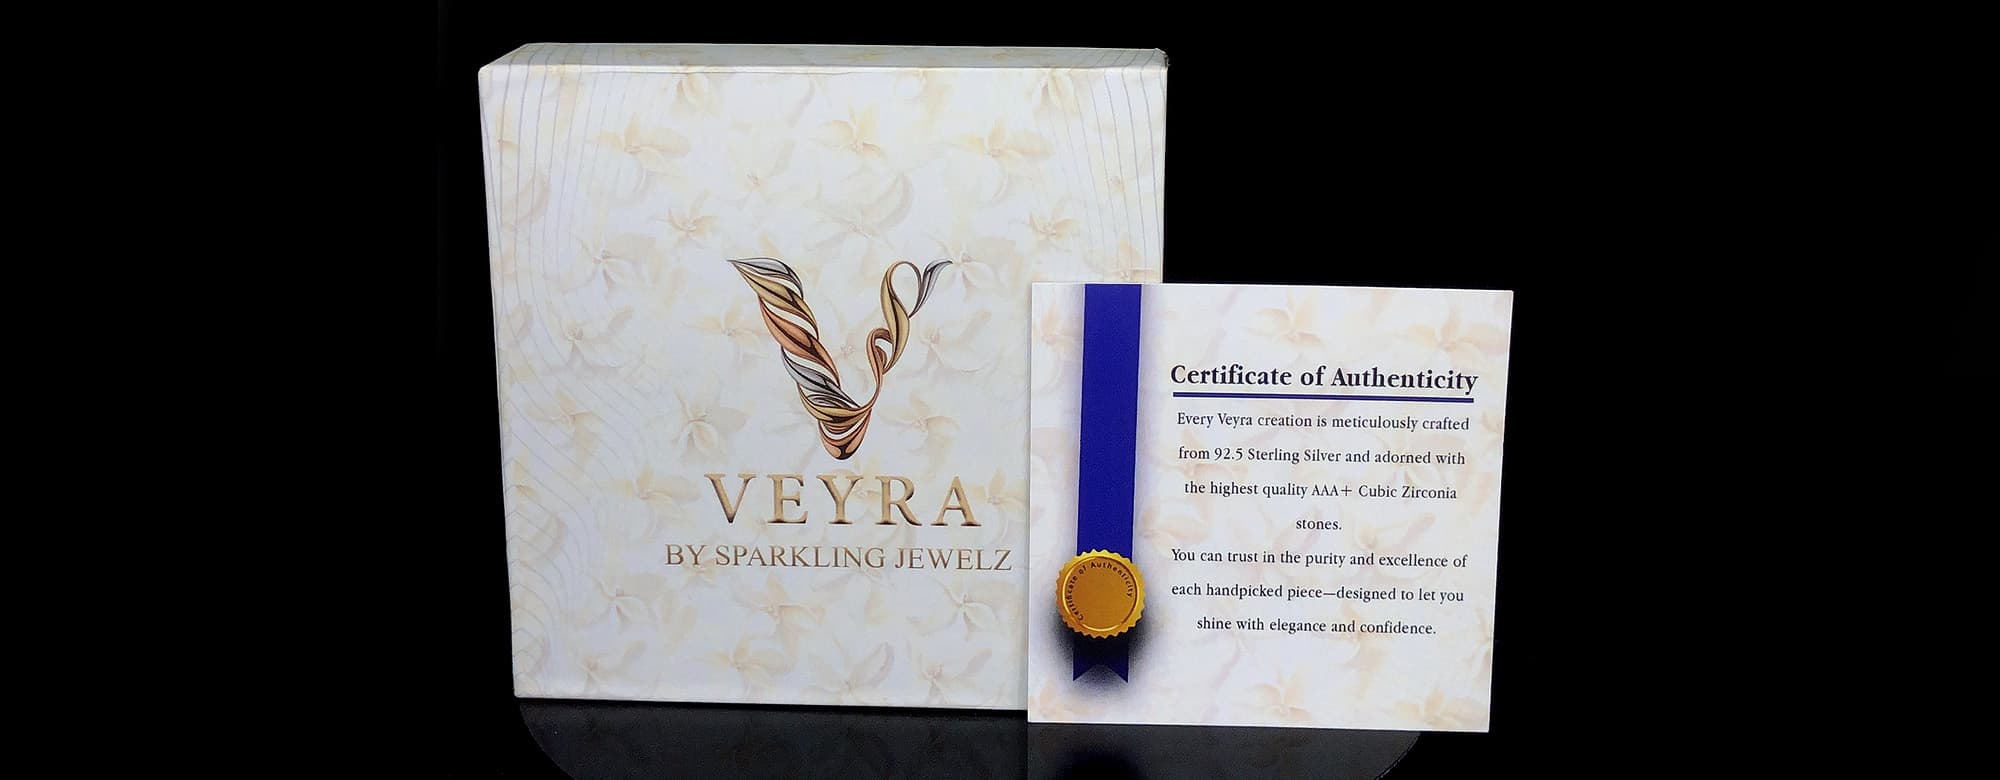 VEYRA
BY SPARKLING JEWELZ
Certificate of Authenticity
Every Veyra creation is meticulously crafted
from 92.5 Sterling Silver and adorned with
the highest quality AAA+ Cubic Zirconia
stones.
You can trust in the purity and excellence of
each handpicked piece—designed to let you
shine with elegance and confidence.
Certificate of Authenticity